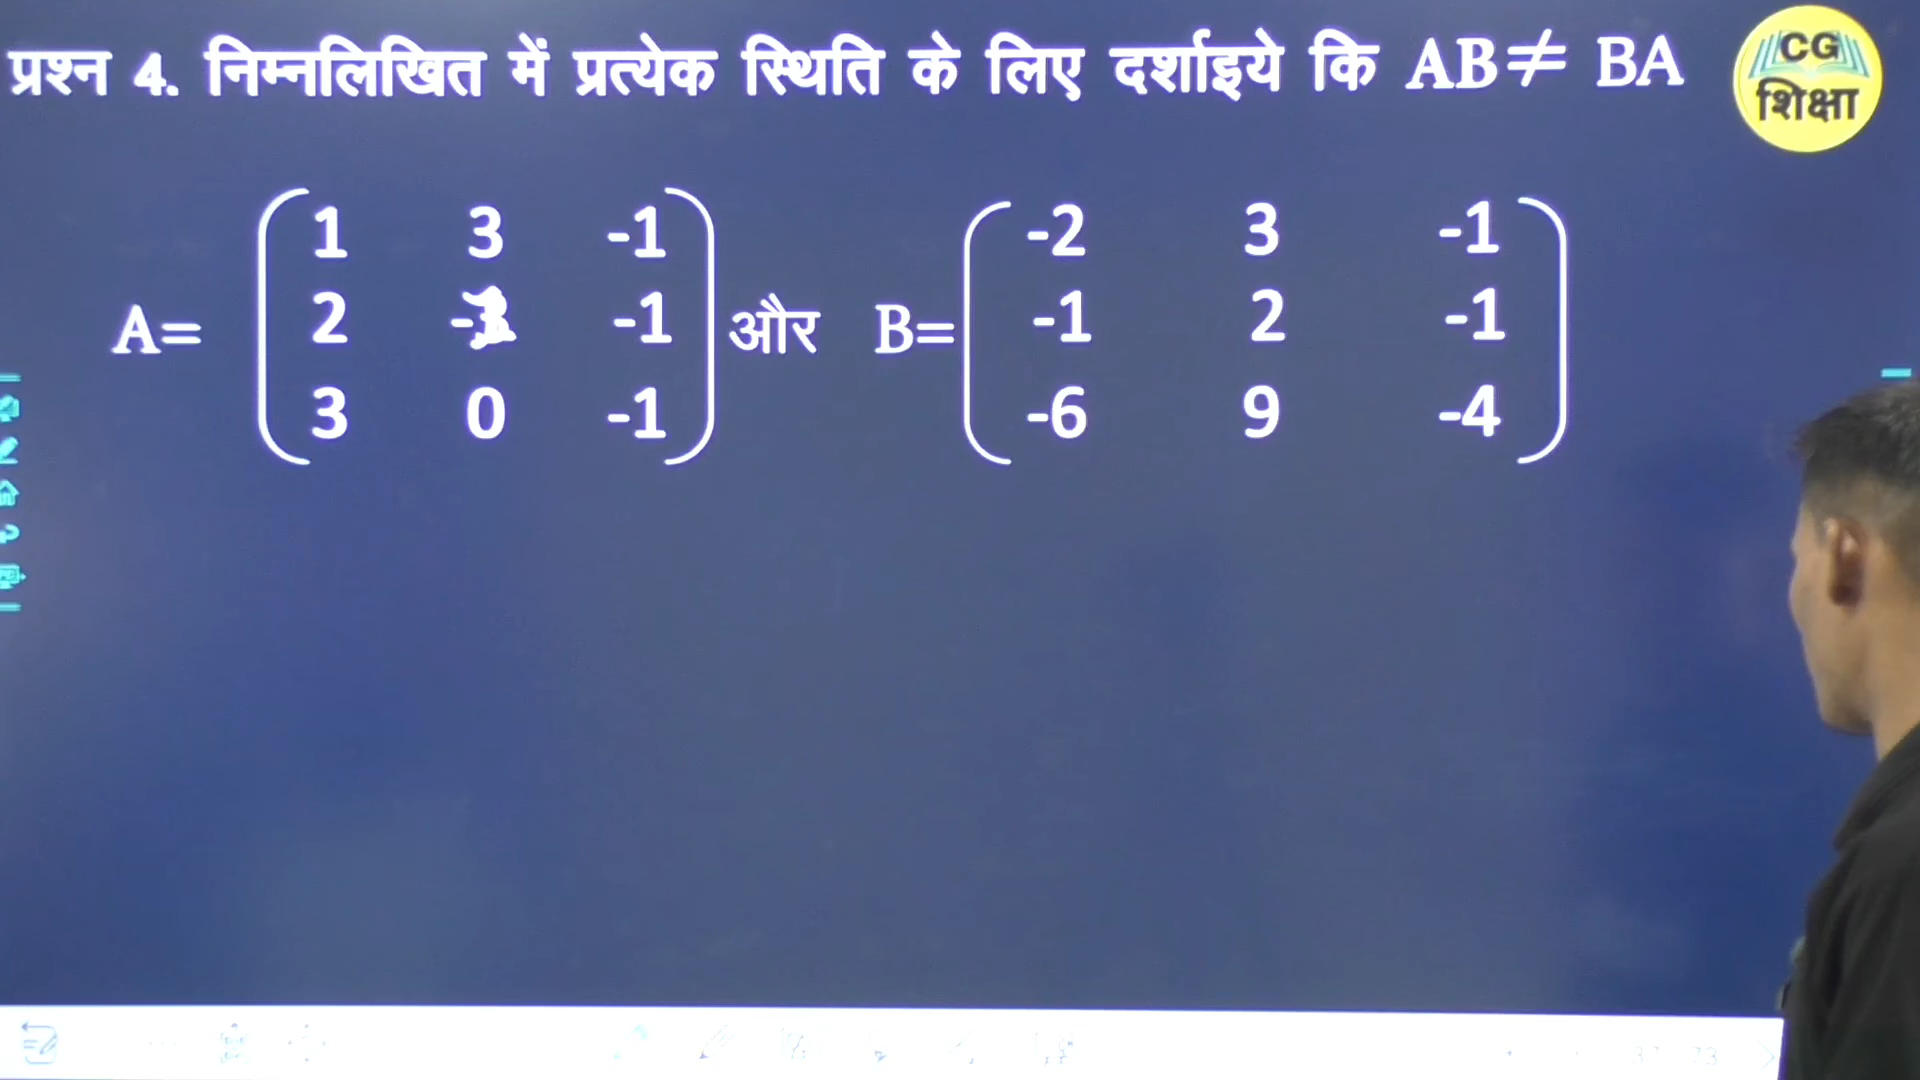 प्रश्न 4. निम्नलिखित में प्रत्येक स्थिति के लिए दर्शाइये कि AB≠ BA
CG
शिक्षा
1 3 -1
2 -1
3 0 -1
A=
और
B=
-2 3 -1
-1 2 -1
-6 9 -4